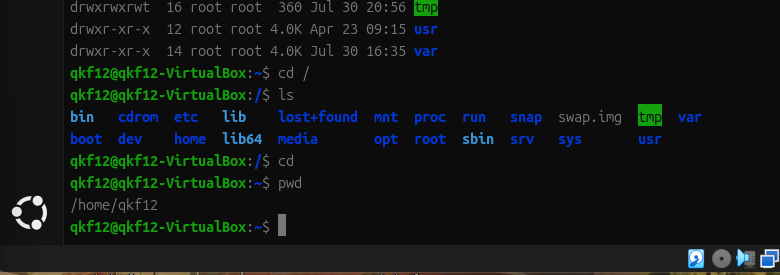 drwxrwxrwt  16 root root  360 Jul 30 20:56 tmp
drwxr-xr-x  12 root root 4.0K Apr 23 09:15 usr
drwxr-xr-x  14 root root 4.0K Jul 30 16:35 var
qkf12@qkf12-VirtualBox:~$ cd /
qkf12@qkf12-VirtualBox:/$ ls
bin   cdrom  etc   lib    lost+found  mnt  proc  run   snap  swap.img  tmp  var
boot  dev    home  lib64  media       opt  root  sbin  srv   sys       usr
qkf12@qkf12-VirtualBox:/$ cd
qkf12@qkf12-VirtualBox:~$ pwd
/home/qkf12
qkf12@qkf12-VirtualBox:~$